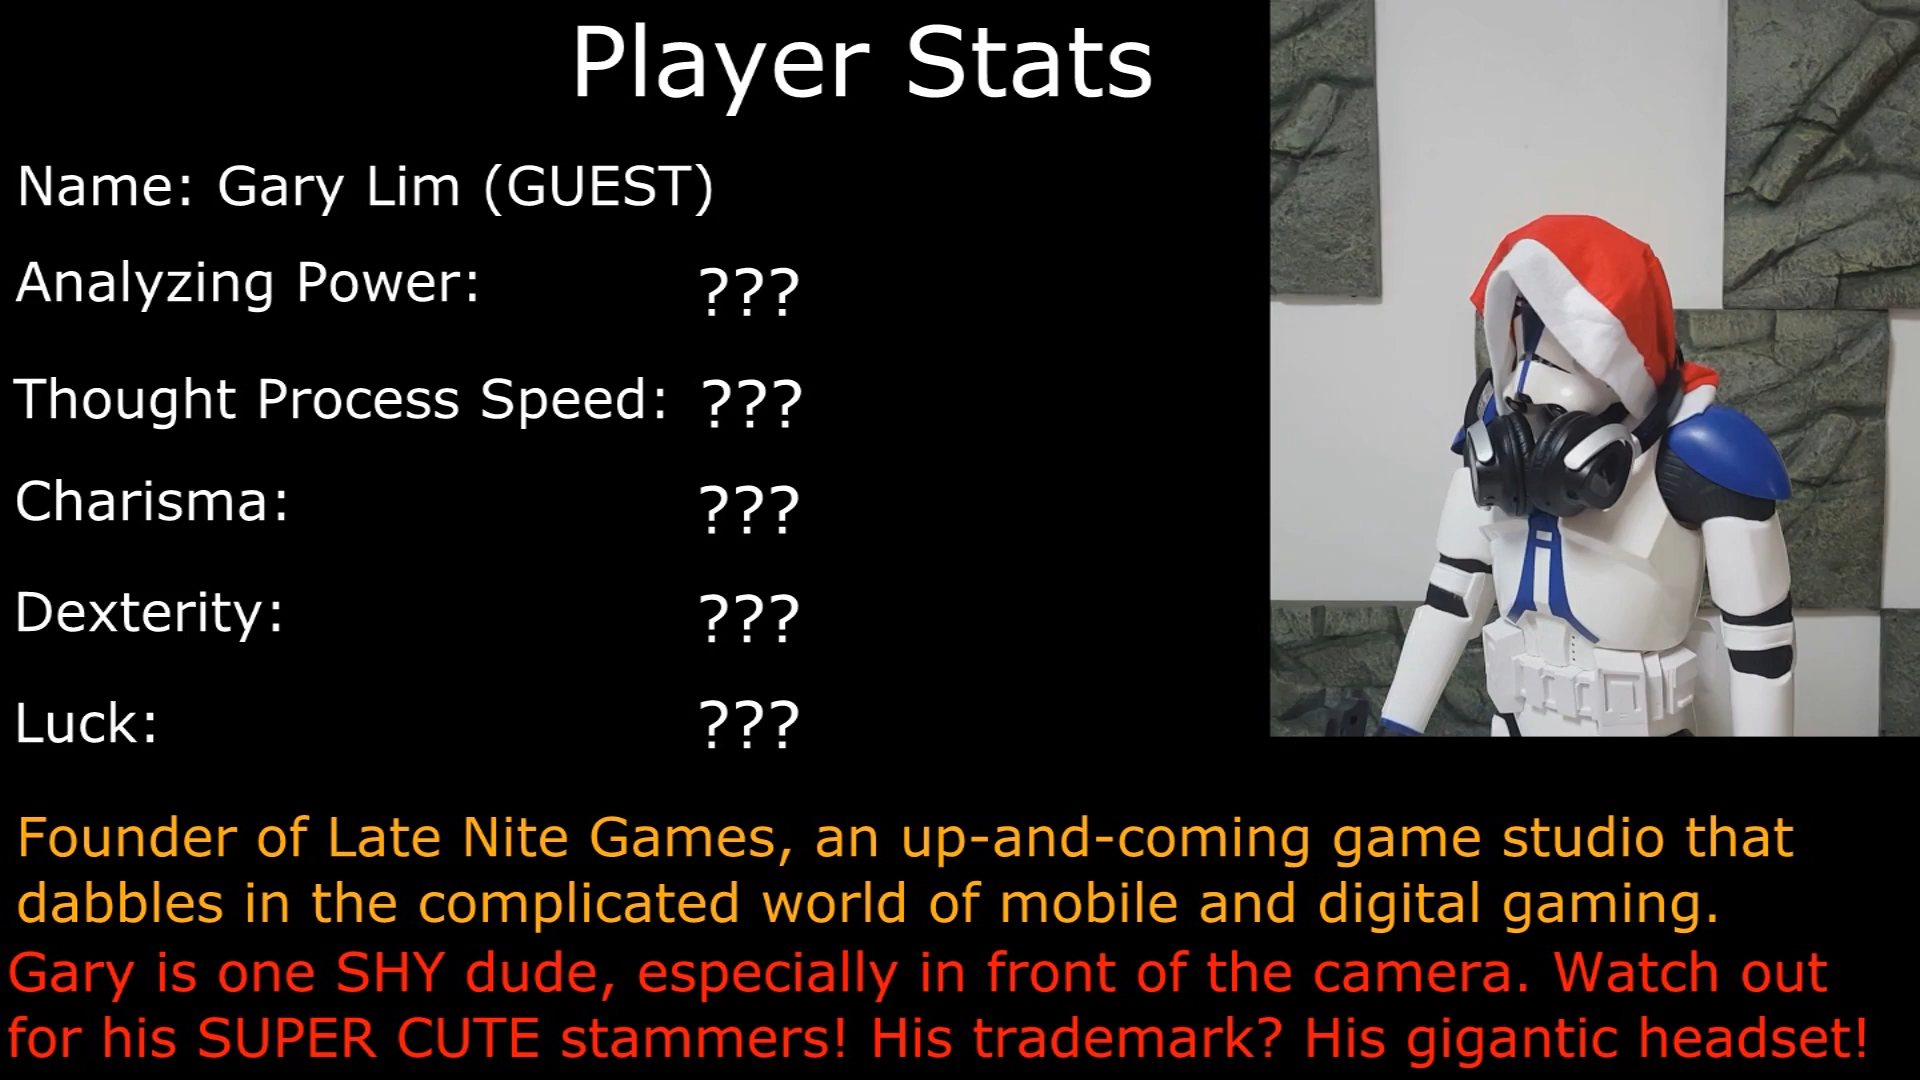 Player Stats
Name: Gary Lim (GUEST)
Analyzing Power: ???
Thought Process Speed: ???
Charisma: ???
Dexterity: ???
Luck: ???
Founder of Late Nite Games, an up-and-coming game studio that
dabbles in the complicated world of mobile and digital gaming.
Gary is one SHY dude, especially in front of the camera. Watch out
for his SUPER CUTE stammers! His trademark? His gigantic headset!